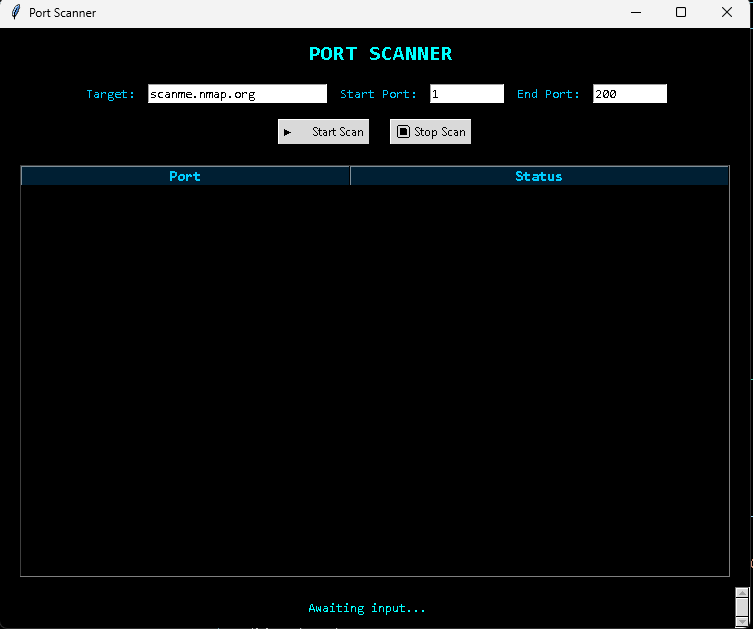 Port Scanner
PORT SCANNER
Target: scanme.nmap.org Start Port: 1 End Port: 200
Start Scan Stop Scan
Port Status
Awaiting input...